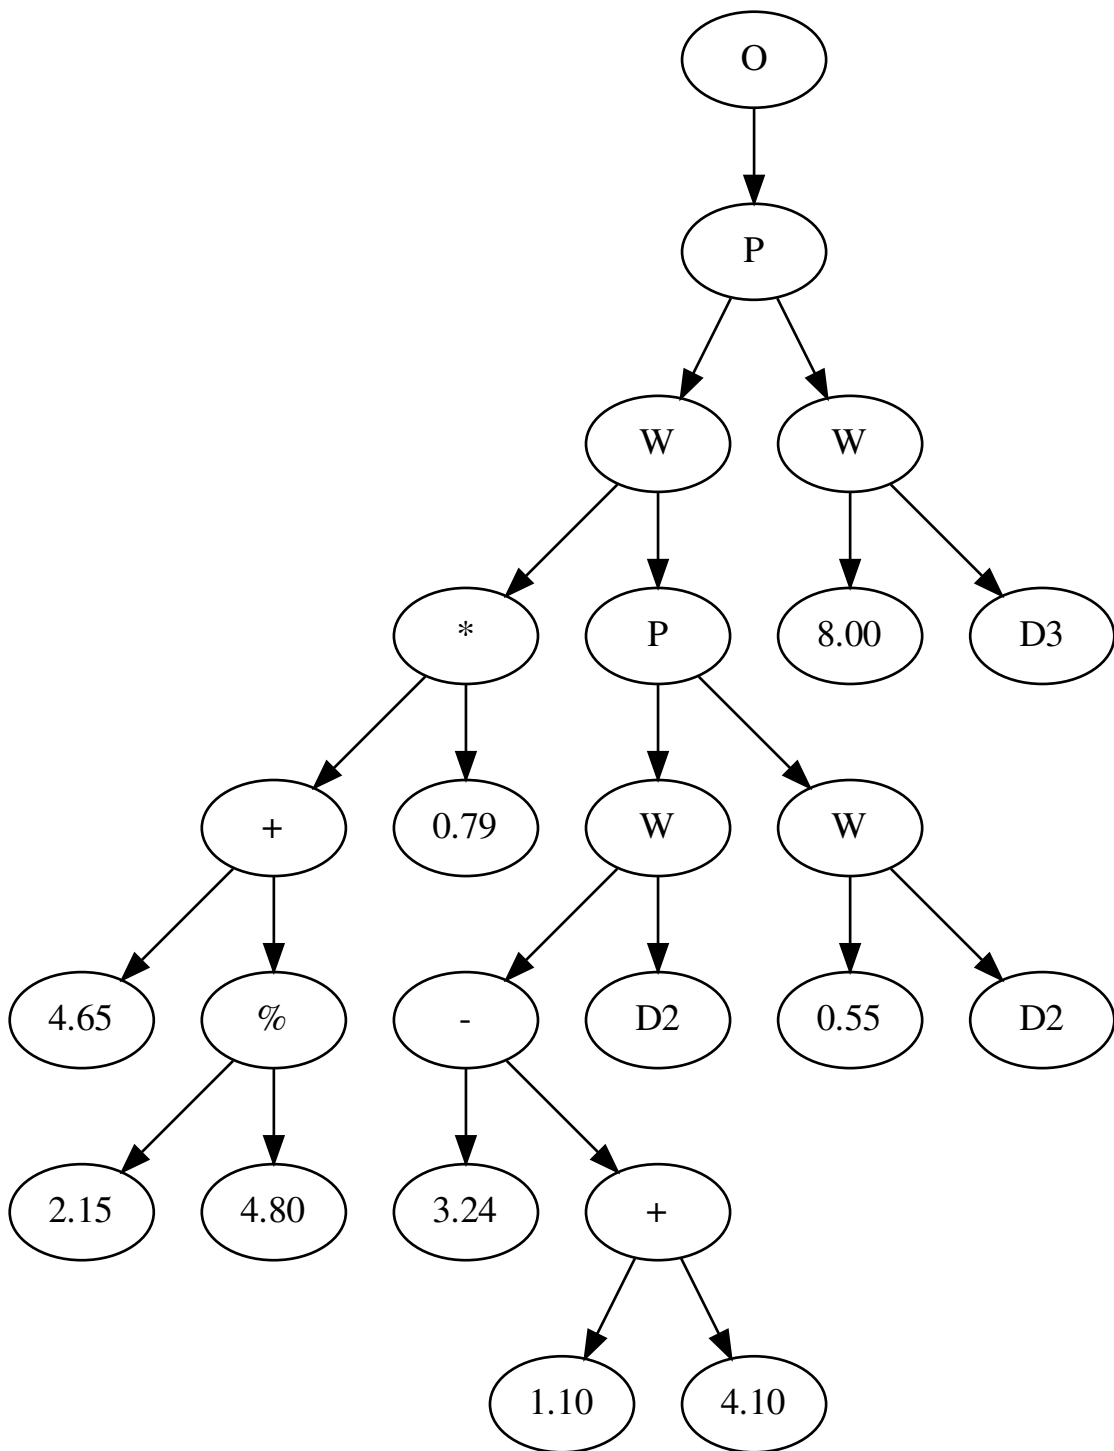 O
P
W W
* P 8.00 D3
+ 0.79 W W
4.65 % - D2 0.55 D2
2.15 4.80 3.24 +
1.10 4.10